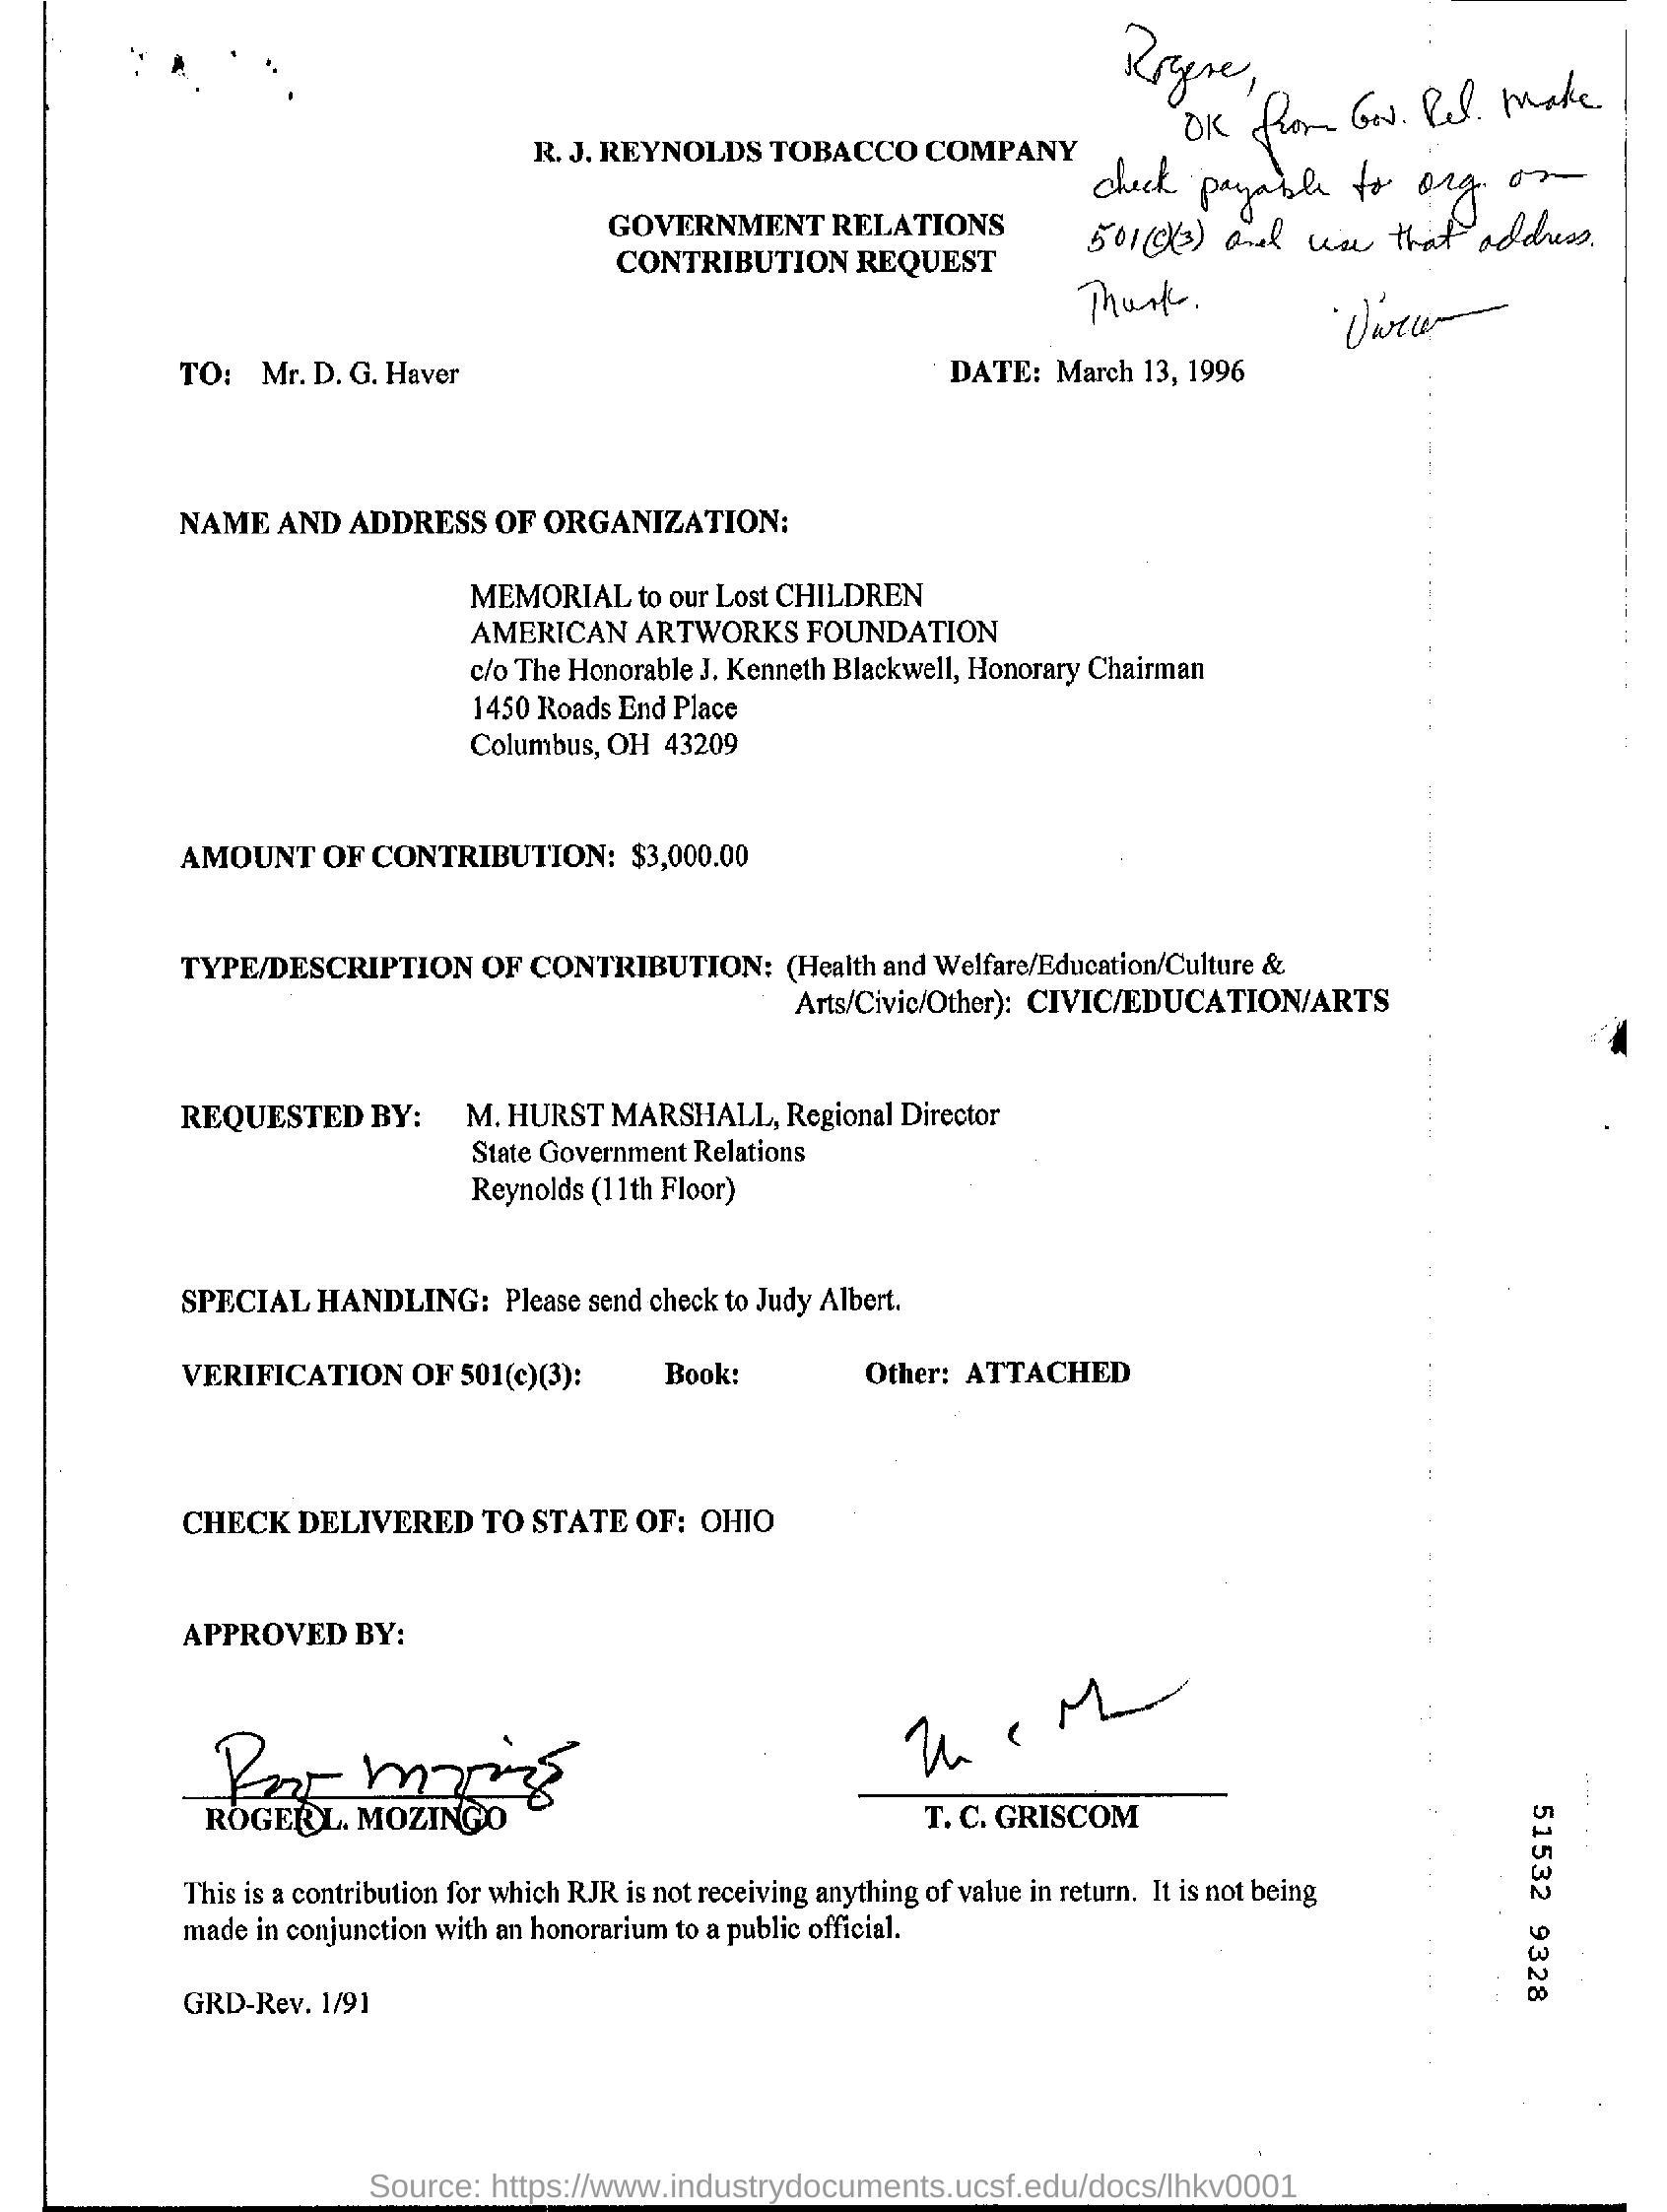 Rogene,
OK from Gov. Rel. Make
check payable to org. on
501(c)(3) and use that address.
R. J. REYNOLDS TOBACCO COMPANY
GOVERNMENT RELATIONS
CONTRIBUTION REQUEST
TO: Mr. D. G. Haver DATE: March 13, 1996
NAME AND ADDRESS OF ORGANIZATION:
MEMORIAL to our Lost CHILDREN
AMERICAN ARTWORKS FOUNDATION
c/o The Honorable J. Kenneth Blackwell, Honorary Chairman
1450 Roads End Place
Columbus, OH 43209
AMOUNT OF CONTRIBUTION: $3,000.00
TYPE/DESCRIPTION OF CONTRIBUTION: (Health and Welfare/Education/Culture &
Arts/Civic/Other): CIVIC/EDUCATION/ARTS
REQUESTED BY: M. HURST MARSHALL, Regional Director
State Government Relations
Reynolds (11th Floor)
SPECIAL HANDLING: Please send check to Judy Albert.
VERIFICATION OF 501(c)(3): Book: Other: ATTACHED
CHECK DELIVERED TO STATE OF: OHIO
APPROVED BY:
ROGER L. MOZINGO T. C. GRISCOM
This is a contribution for which RJR is not receiving anything of value in return. It is not being
made in conjunction with an honorarium to a public official.
GRD-Rev. 1/91
51532 9328
Source: https://www.industrydocuments.ucsf.edu/docs/lhkv0001